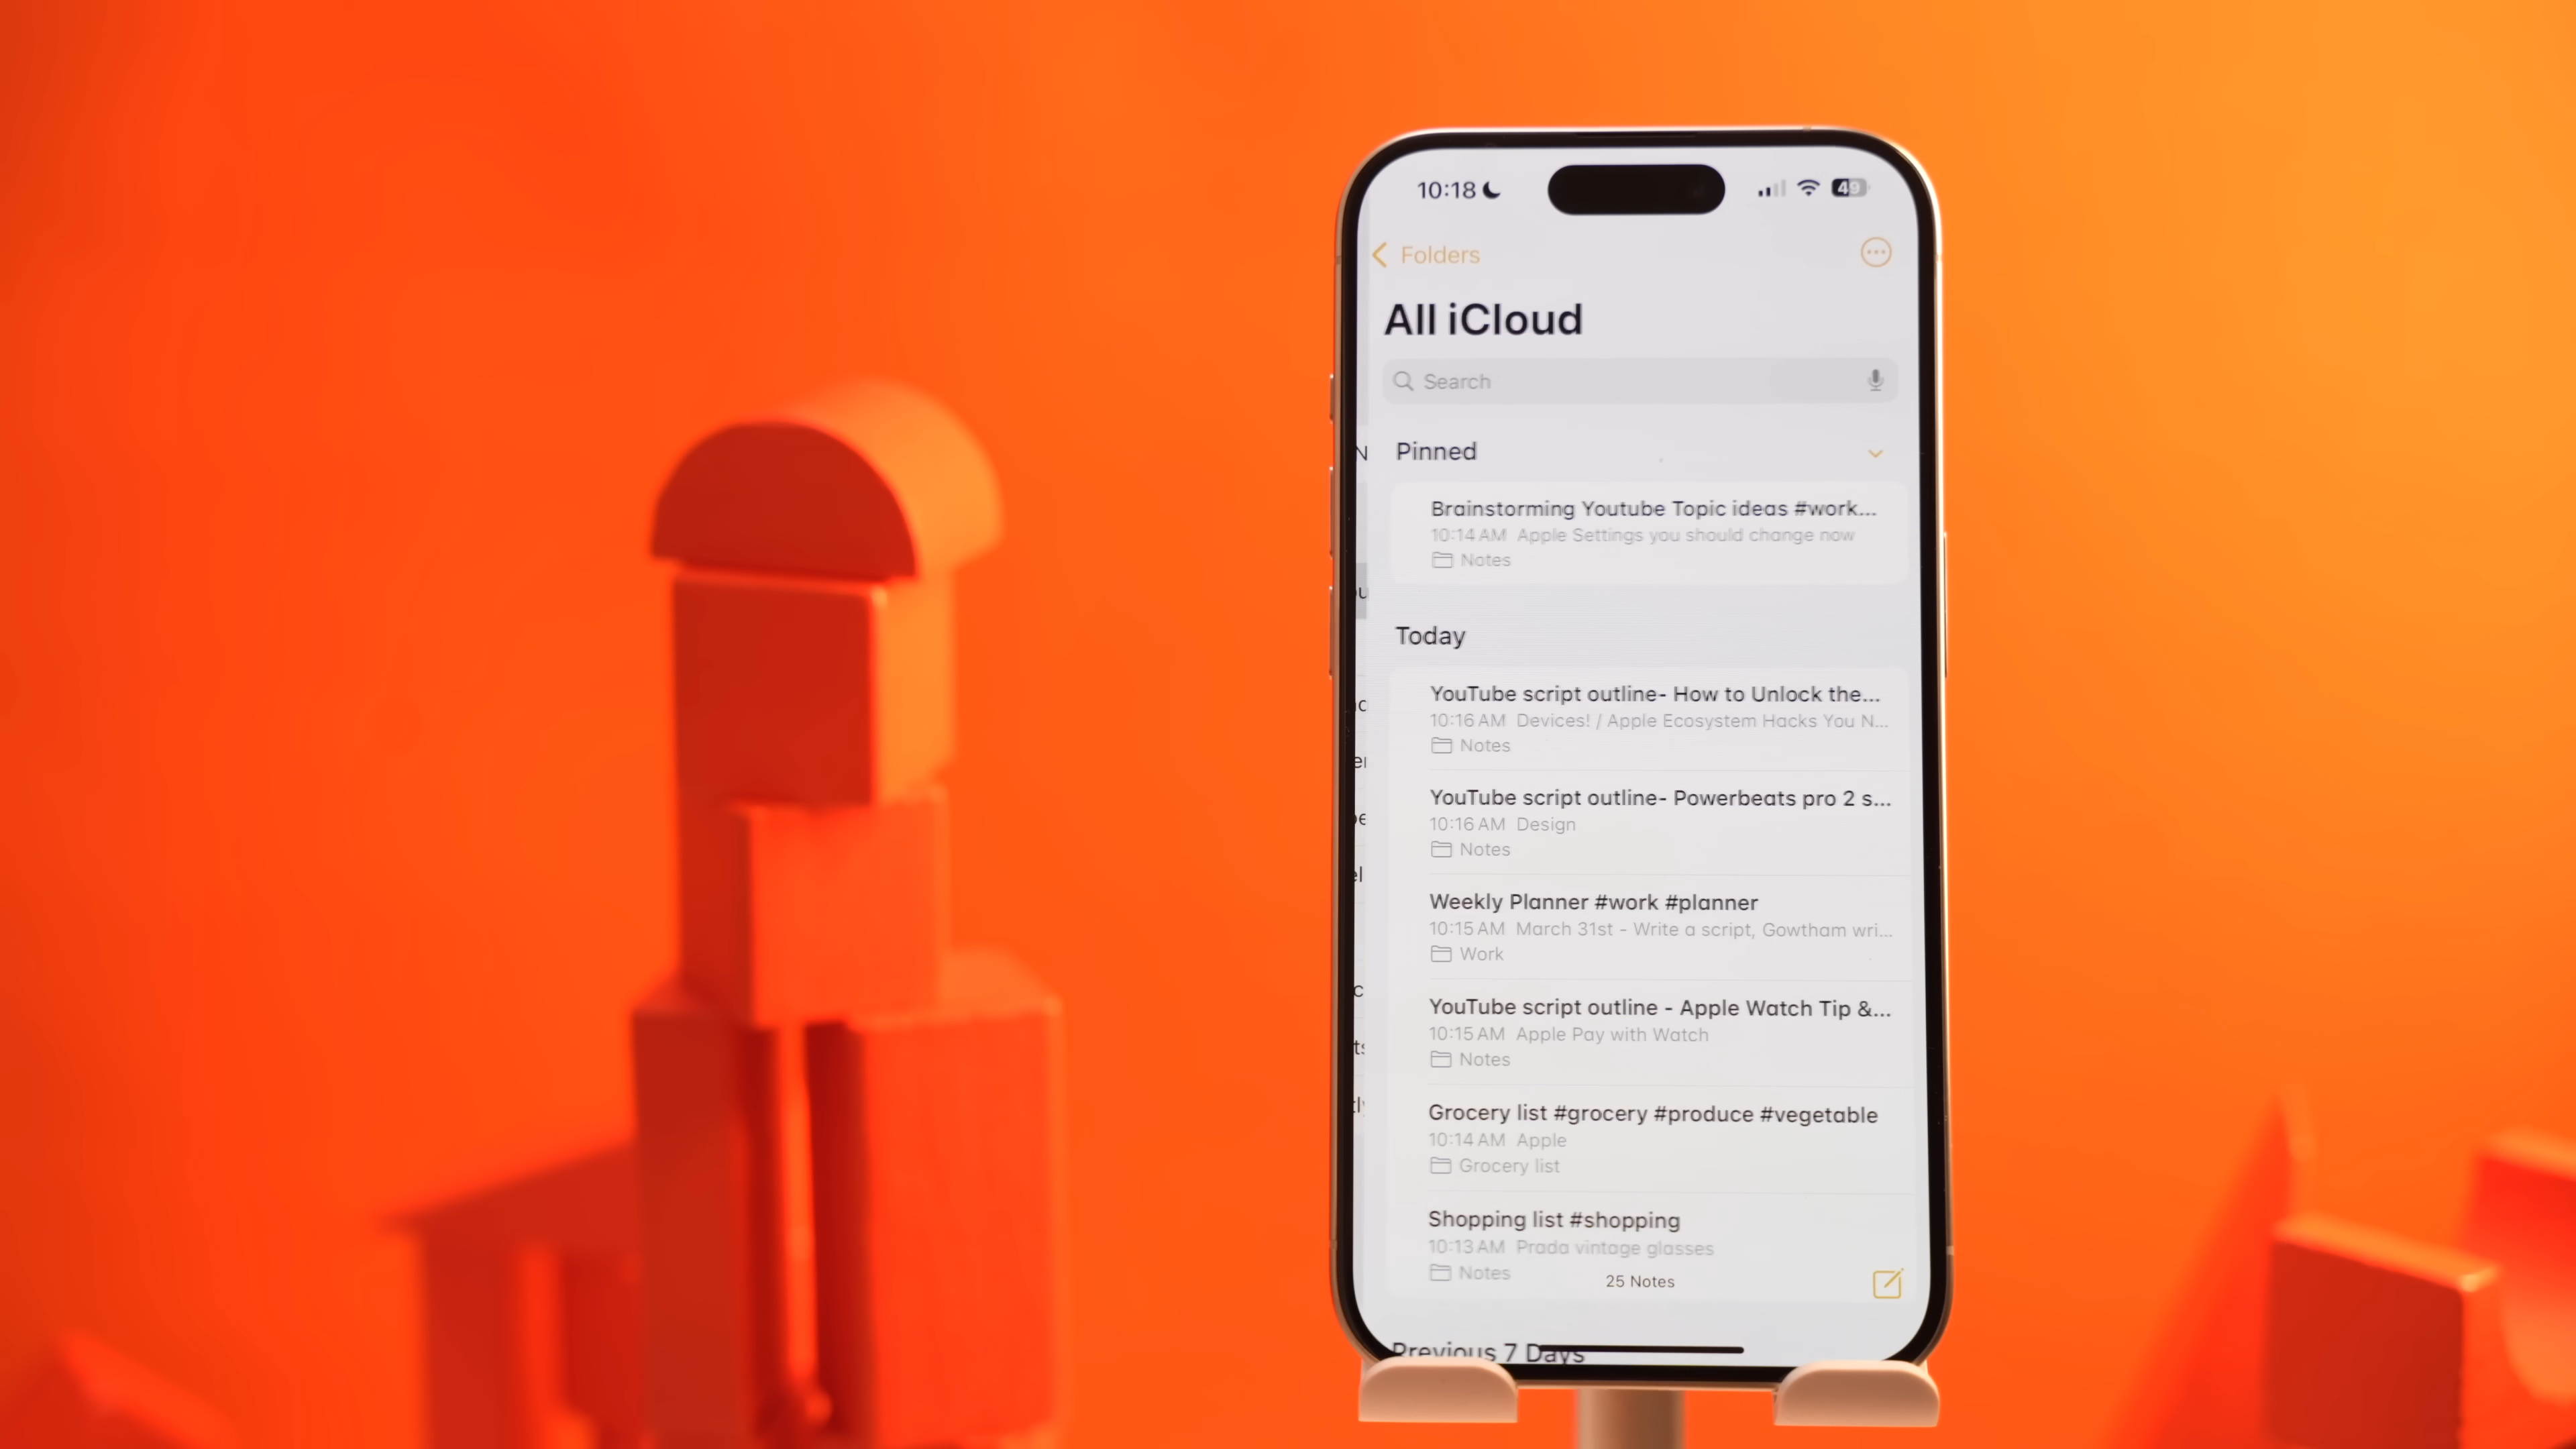 10:18
49
Folders
All iCloud
Search
Pinned
Brainstorming Youtube Topic ideas #work...
10:14 AM Apple Settings you should change now
Notes
Today
YouTube script outline- How to Unlock the...
10:16 AM Devices! / Apple Ecosystem Hacks You N...
Notes
YouTube script outline- Powerbeats pro 2 s...
10:16 AM Design
Notes
Weekly Planner #work #planner
10:15 AM March 31st - Write a script, Gowtham wri...
Work
YouTube script outline - Apple Watch Tip &...
10:15 AM Apple Pay with Watch
Notes
Grocery list #grocery #produce #vegetable
10:14 AM Apple
Grocery list
Shopping list #shopping
10:13 AM Prada vintage glasses
Notes
25 Notes
Previous 7 Days